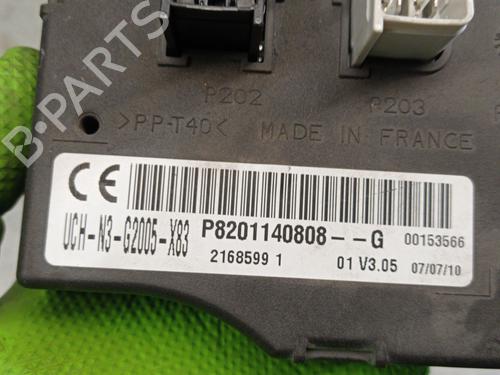 P202
P203
>PP-T40<
MADE IN FRANCE
CE
UCH-N3-G2005-X83
P8201140808--G
00153566
2168599 1
01 V3.05
07/07/10